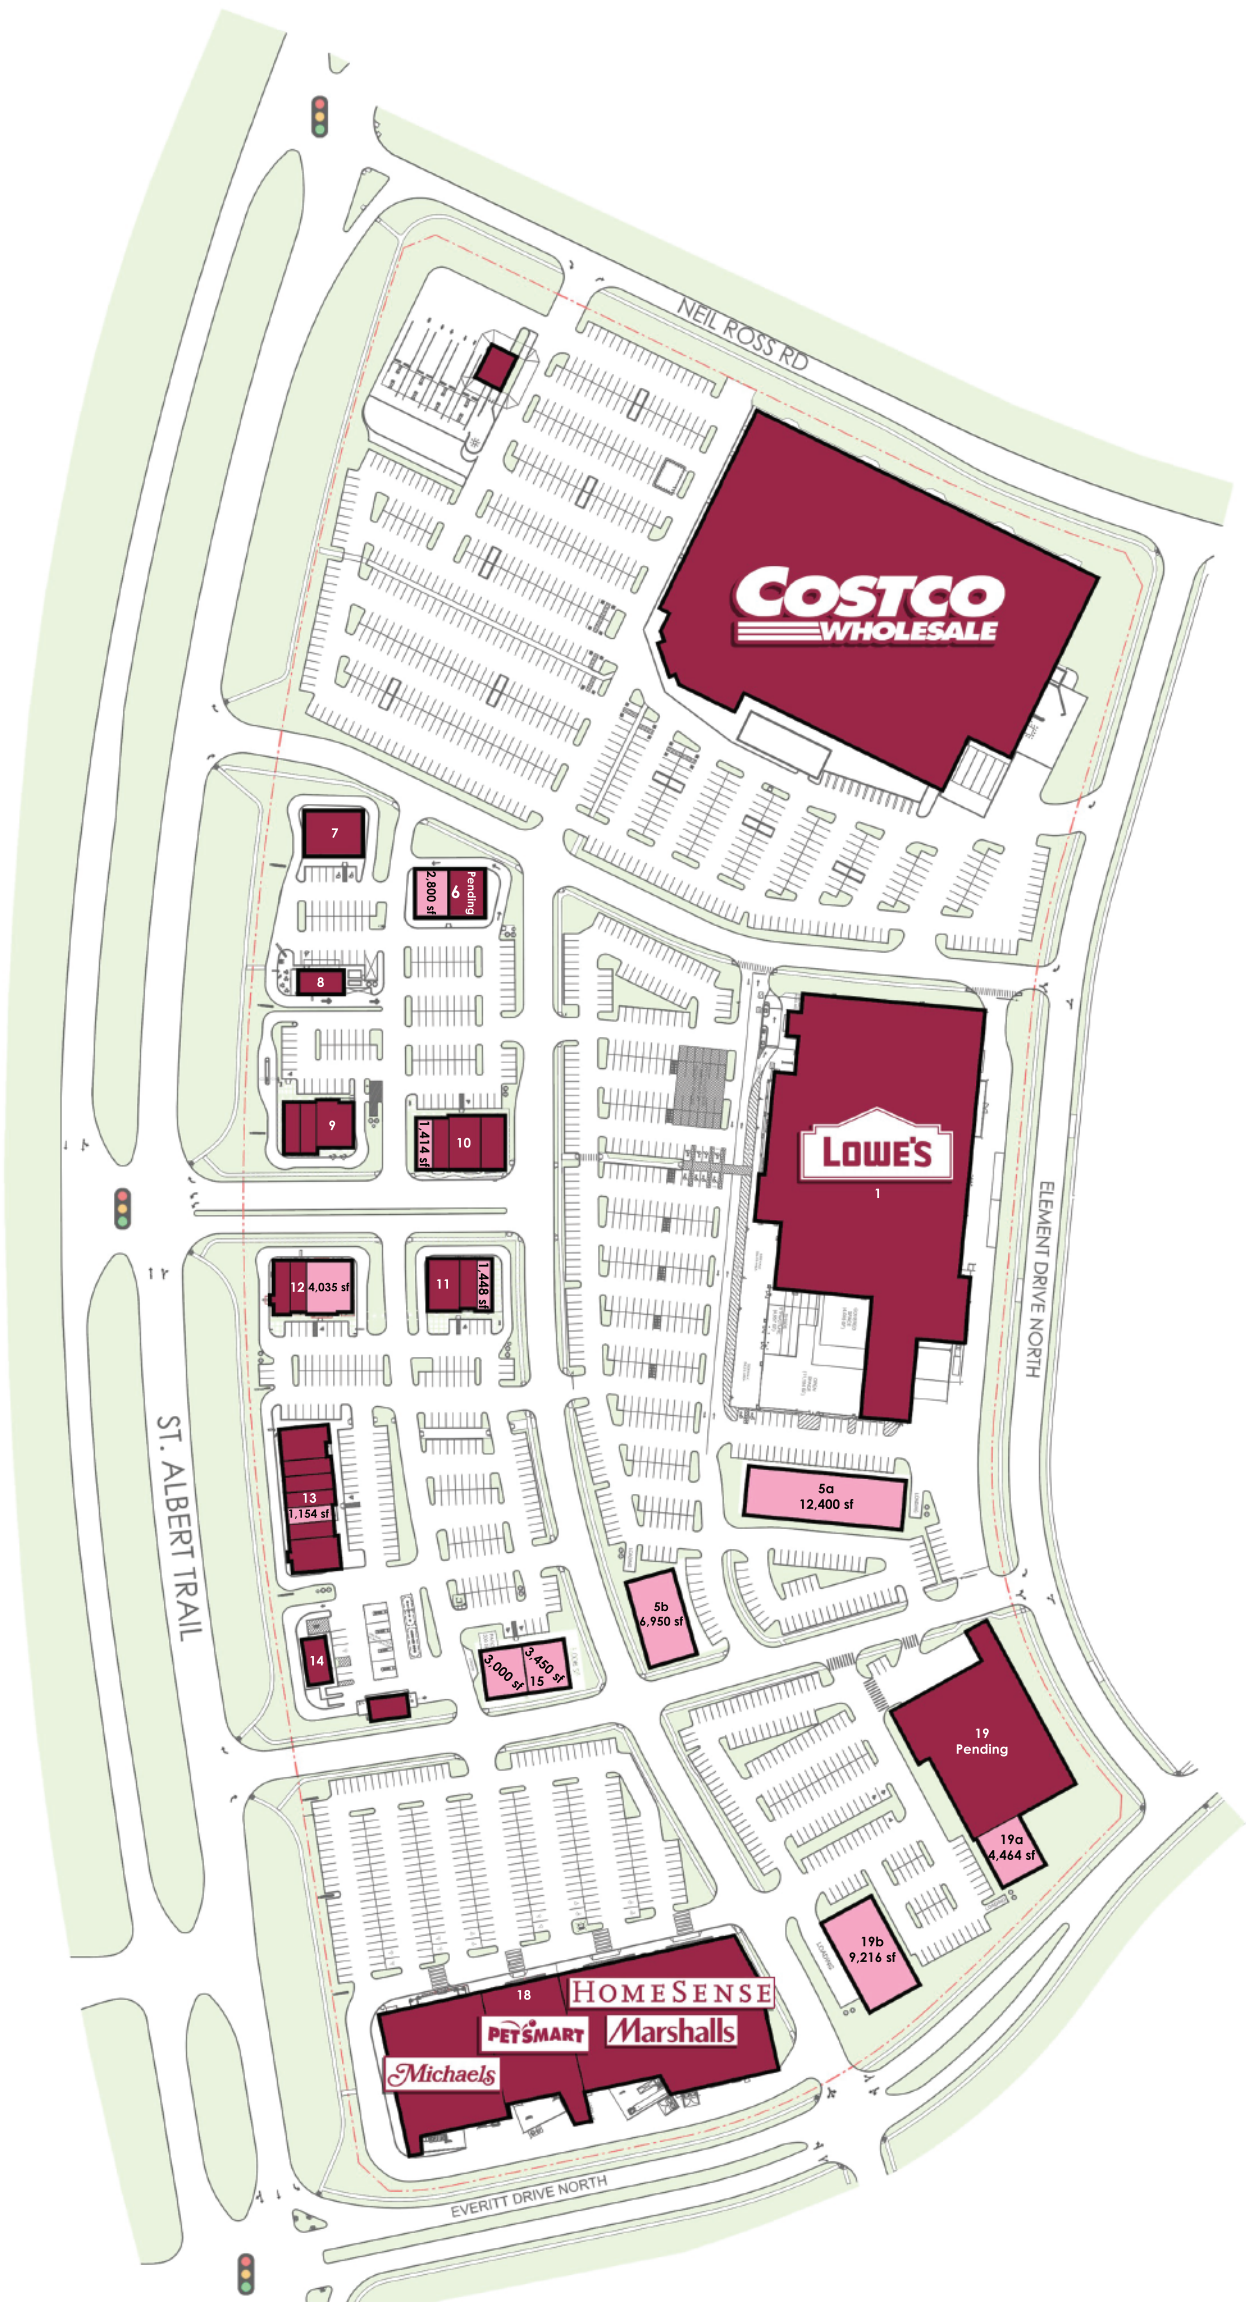 NEIL ROSS RD
COSTCO
WHOLESALE
7
2,800 sf
6
Pending
8
9
1,414 sf
10
LOWE'S
1
ELEMENT DRIVE NORTH
12
4,035 sf
11
1,448 sf
ST. ALBERT TRAIL
13
1,154 sf
5a
12,400 sf
LOADING
5b
6,950 sf
14
3,000 sf
3,450 sf
15
19
Pending
19a
4,464 sf
19b
9,216 sf
LOADING
18
HOMESENSE
PETSMART
Marshalls
Michaels
EVERITT DRIVE NORTH